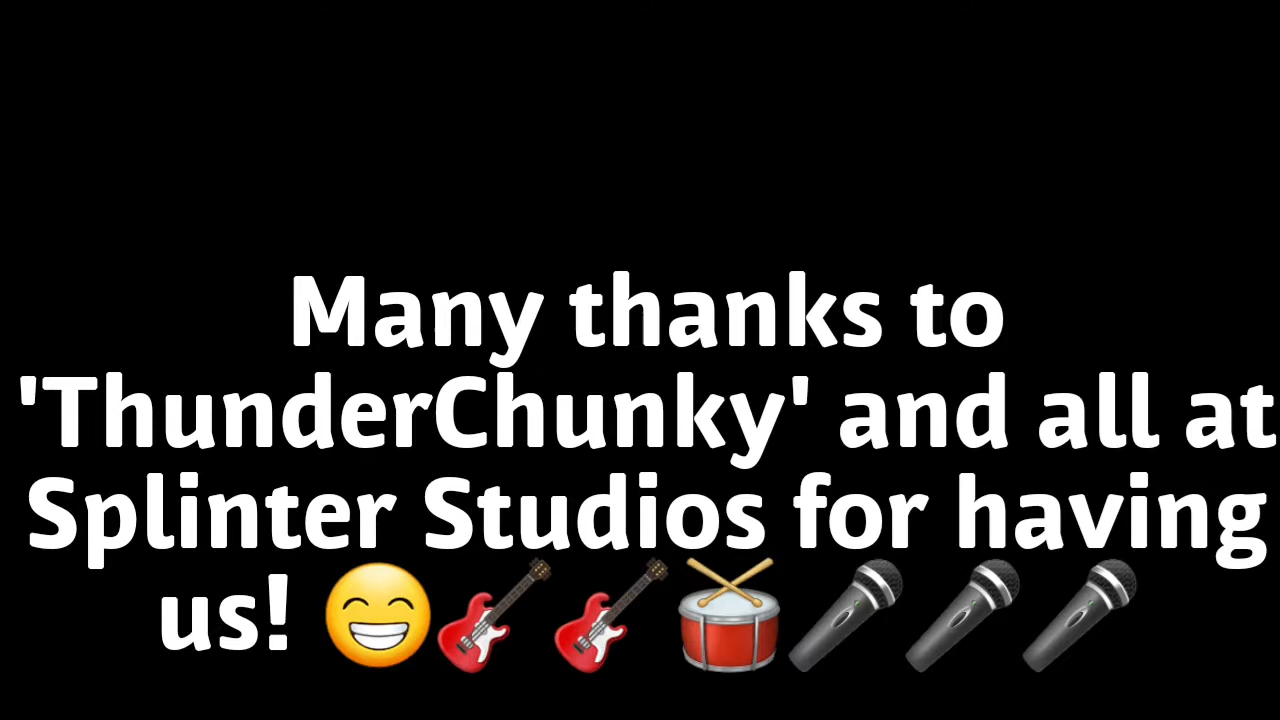 Many thanks to
'ThunderChunky' and all at
Splinter Studios for having
us! 😁🎸🎸🥁🎤🎤🎤